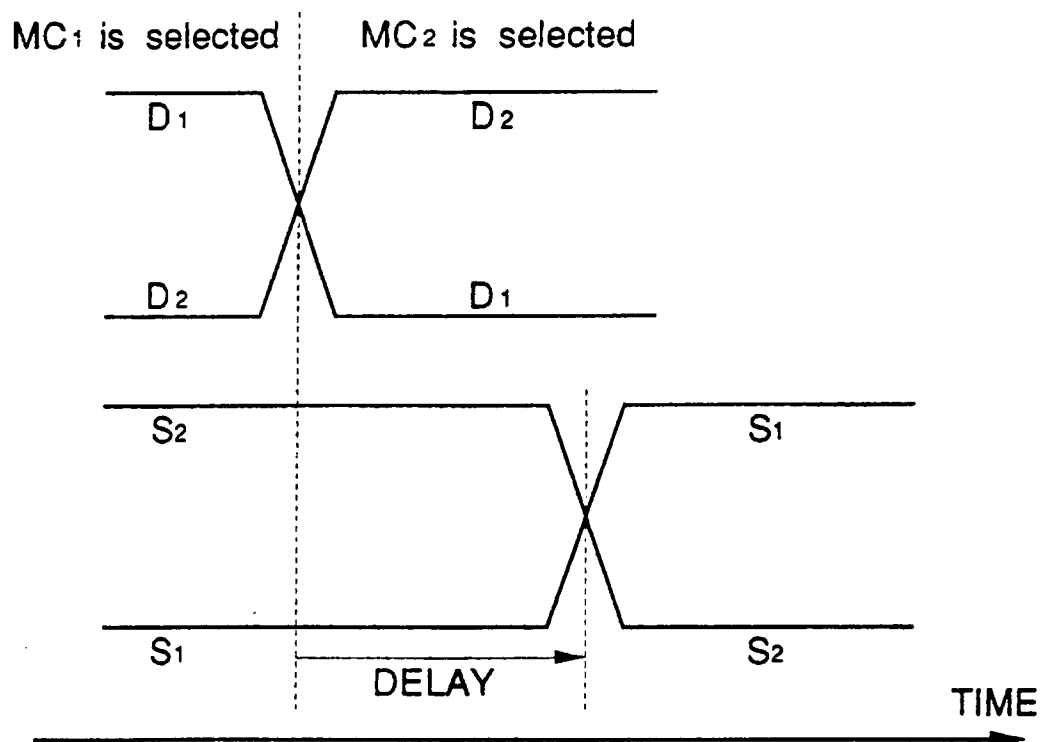 MC1 is selected
MC2 is selected
D1
D2
D2
D1
S2
S1
S1
S2
DELAY
TIME